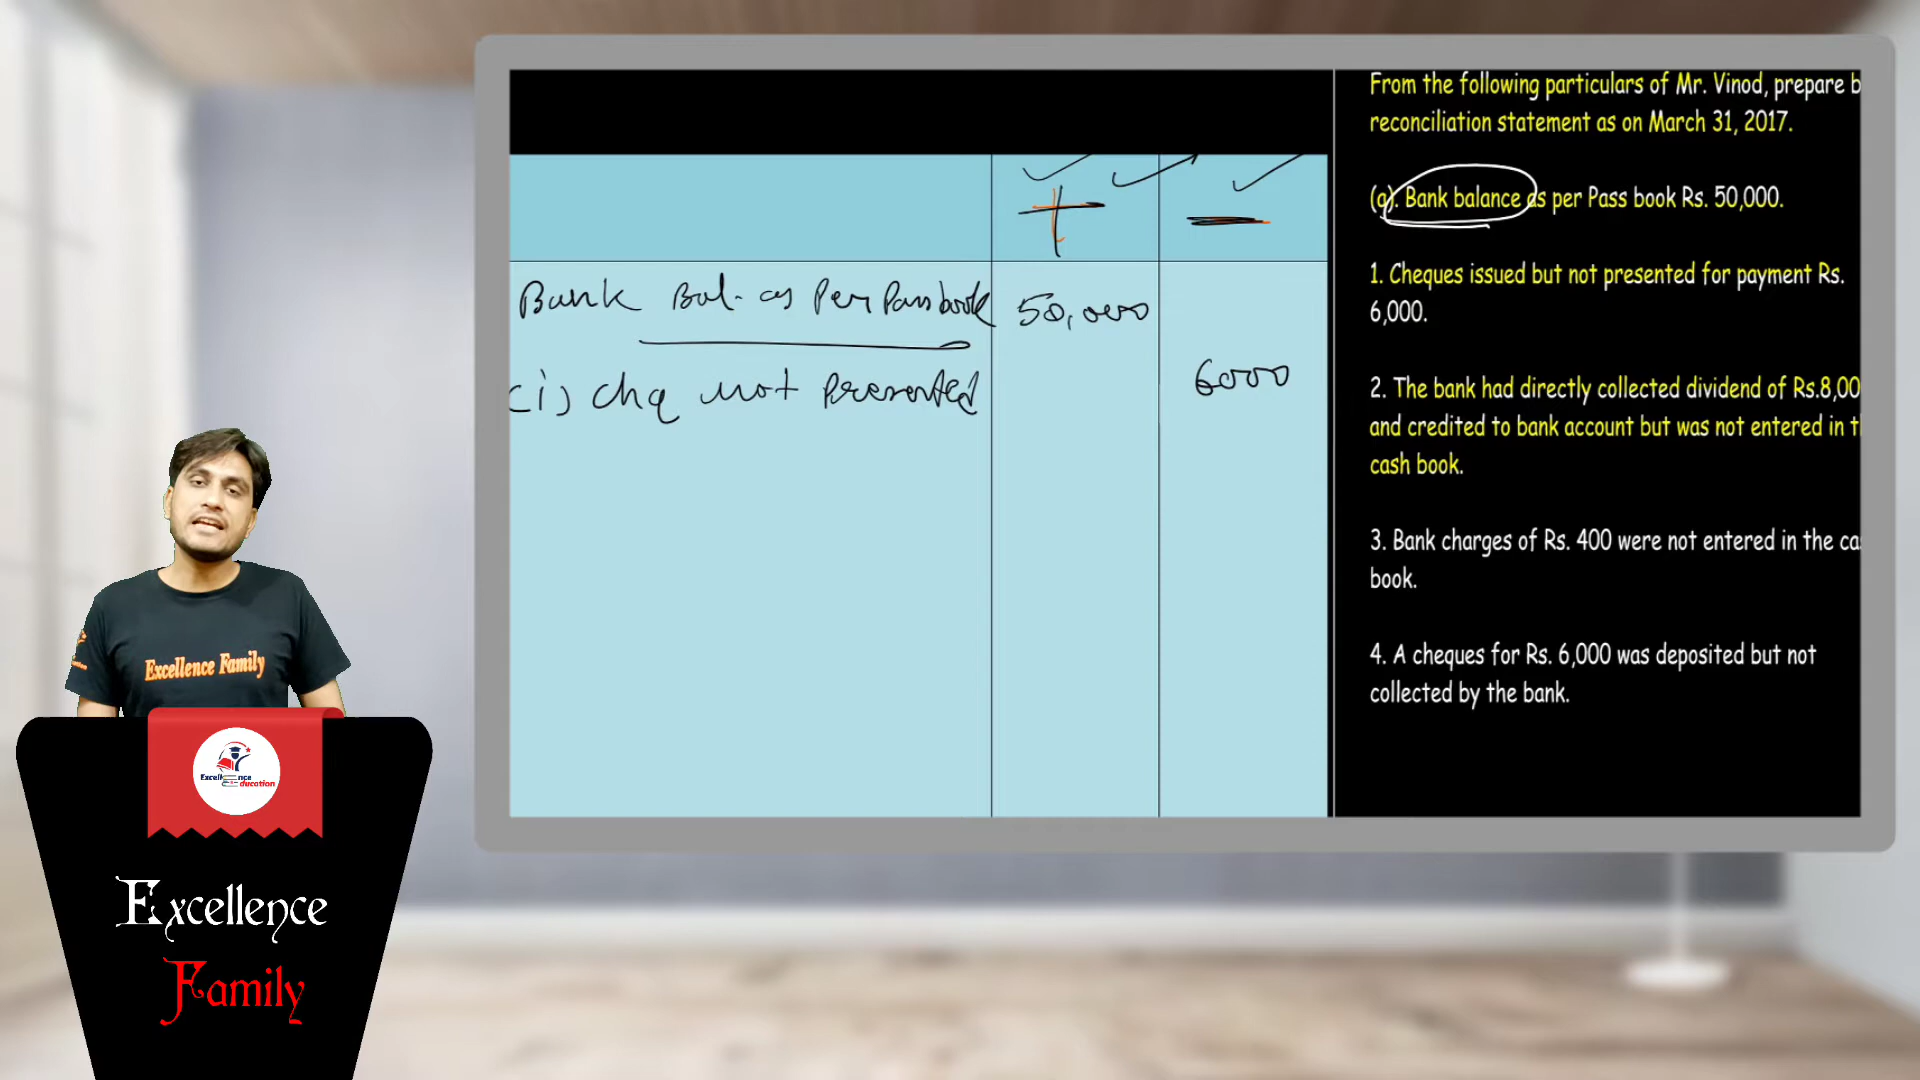 From the following particulars of Mr. Vinod, prepare b
reconciliation statement as on March 31, 2017.
(a). Bank balance as per Pass book Rs. 50,000.
1. Cheques issued but not presented for payment Rs.
6,000.
2. The bank had directly collected dividend of Rs.8,00
and credited to bank account but was not entered in t
cash book.
3. Bank charges of Rs. 400 were not entered in the ca
book.
4. A cheques for Rs. 6,000 was deposited but not
collected by the bank.
+ —
Bank Bal. as Per Pass book 50,000
(i) chq not Presented 6000
Excellence Family
Excellence
Education
Excellence
Family